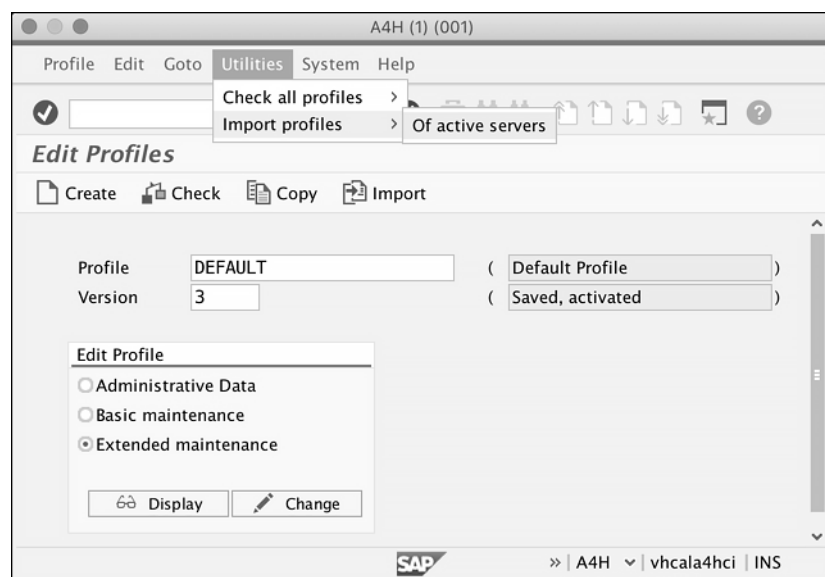 A4H (1) (001)
Profile Edit Goto Utilities System Help
Check all profiles >
Import profiles > Of active servers
Edit Profiles
Create Check Copy Import
Profile DEFAULT ( Default Profile )
Version 3 ( Saved, activated )
Edit Profile
Administrative Data
Basic maintenance
Extended maintenance
Display Change
SAP » A4H vhcala4hci INS